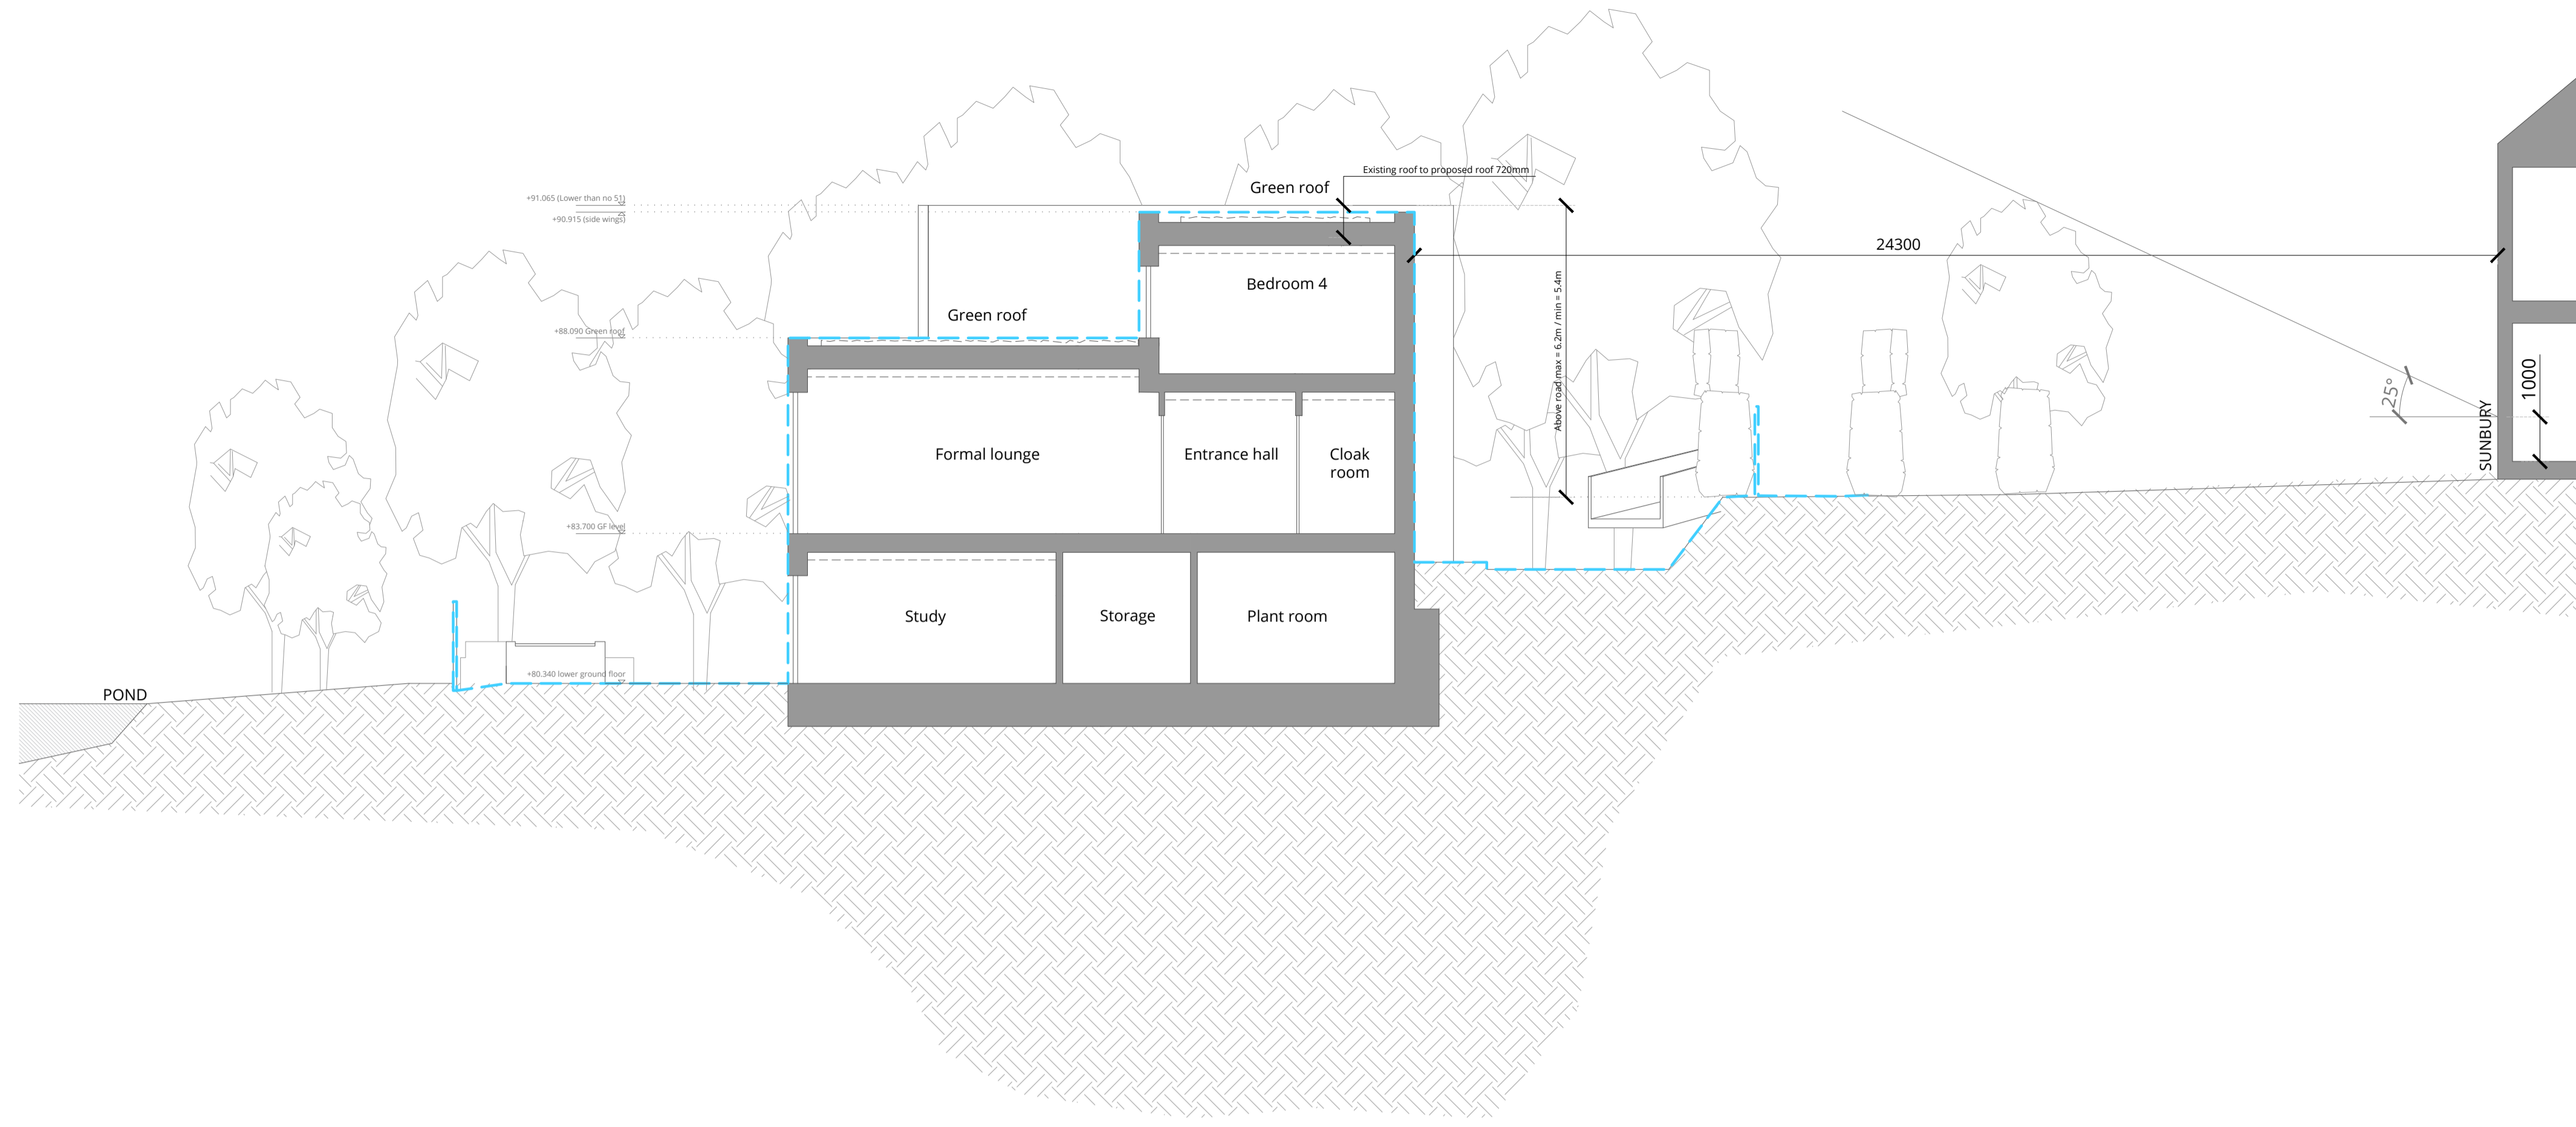 Existing roof to proposed roof 720mm
Green roof
+91.065 (Lower than no 51)
+90.915 (side wings)
24300
Bedroom 4
Green roof
+88.090 Green roof
Above road max = 6.2m / min = 5.4m
25°
1000
SUNBURY
Formal lounge
Entrance hall
Cloak
room
+83.700 GF level
Study
Storage
Plant room
+80.340 lower ground floor
POND